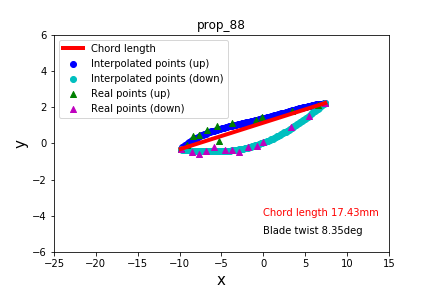 prop_88
Chord length
Interpolated points (up)
Interpolated points (down)
Real points (up)
Real points (down)
6
4
2
0
−2
−4
−6
y
Chord length 17.43mm
Blade twist 8.35deg
−25 −20 −15 −10 −5 0 5 10 15
x